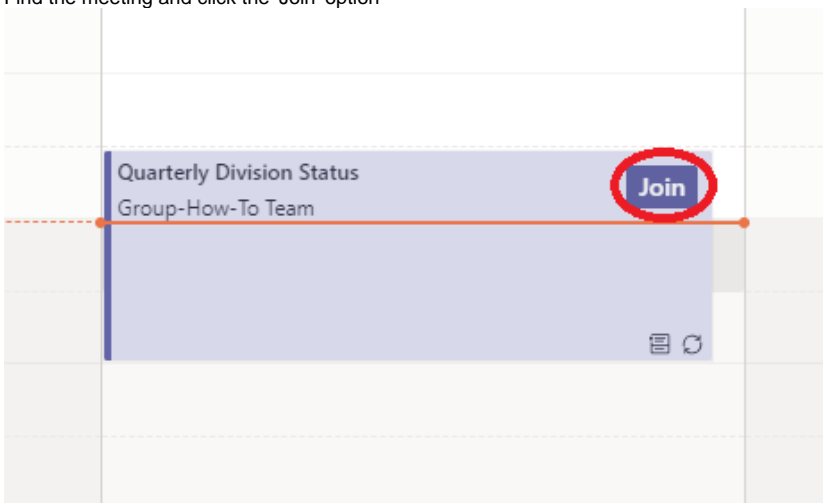 Find the meeting and click the 'Join' option
Quarterly Division Status
Join
Group-How-To Team